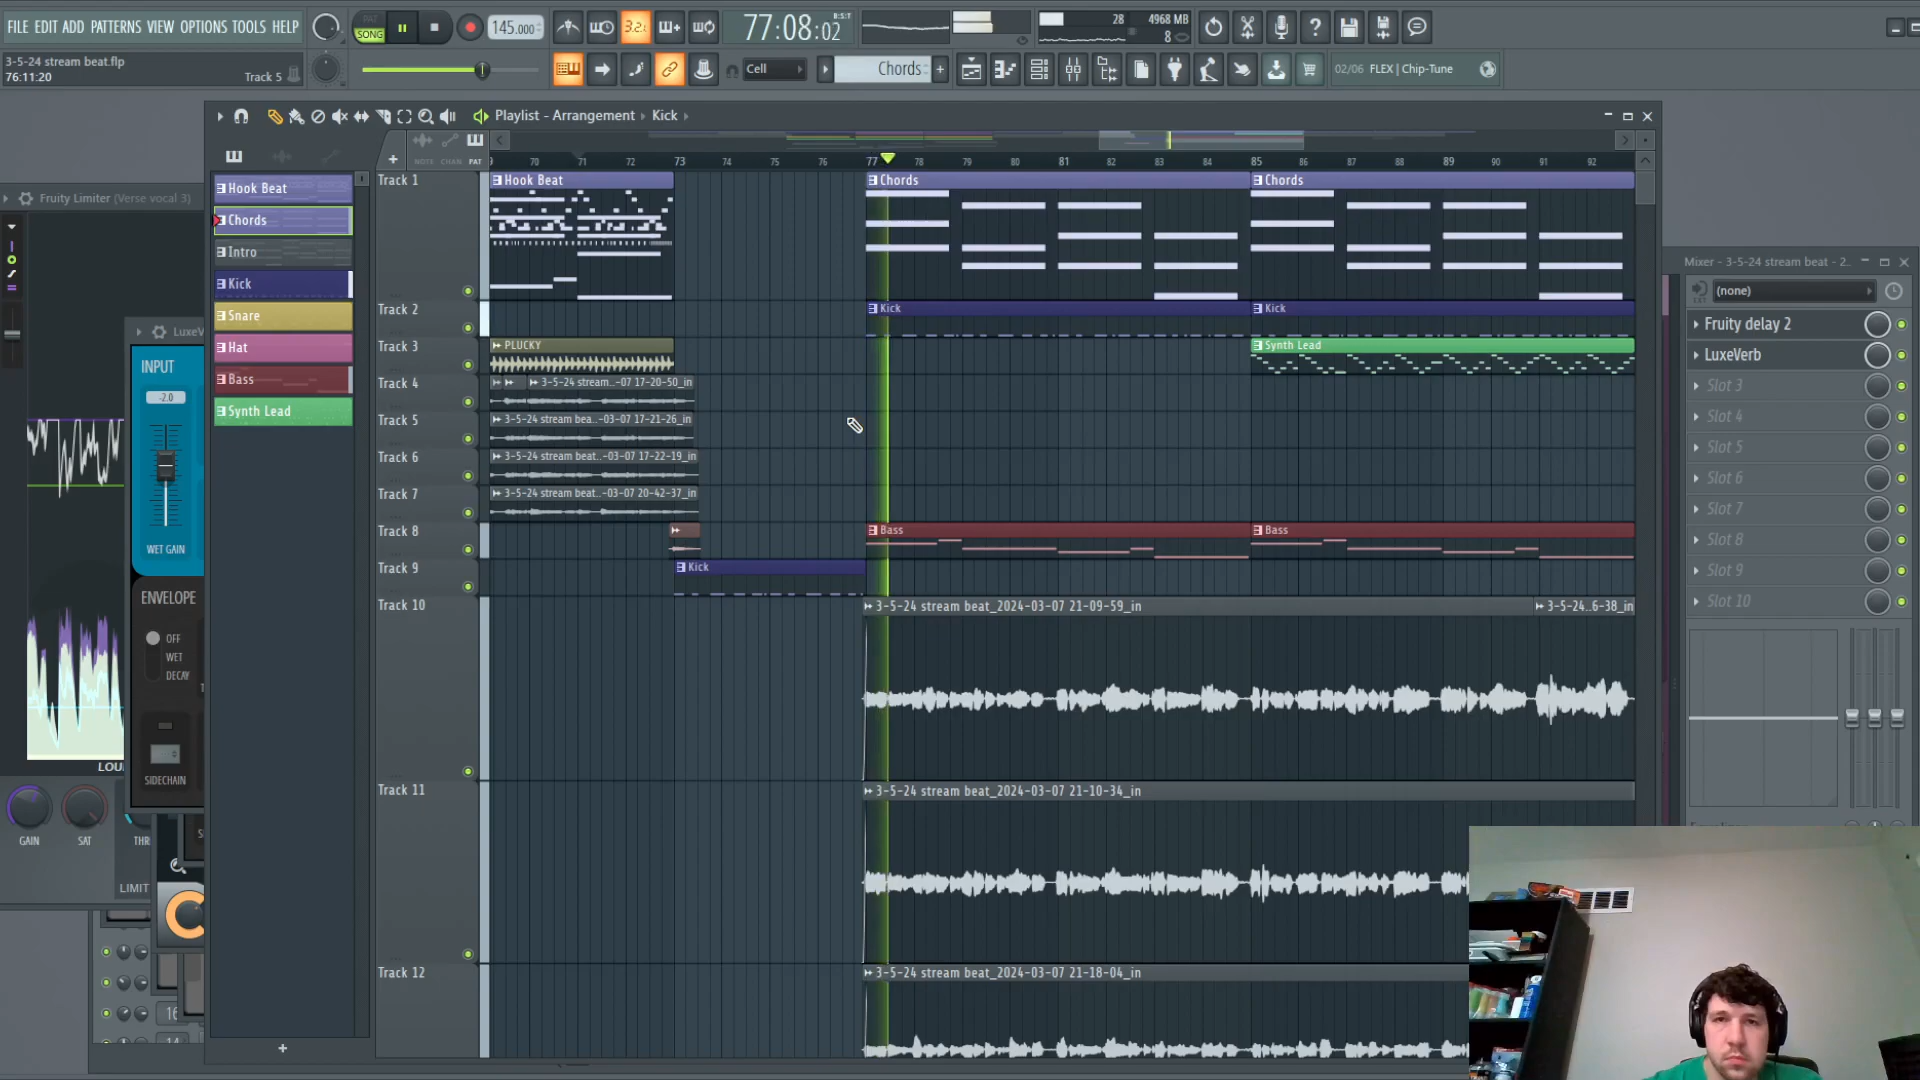 FILE EDIT ADD PATTERNS VIEW OPTIONS TOOLS HELP
PAT
SONG
145.000
3.2.
77:08:02
B:S:T
28
4968 MB
8
3-5-24 stream beat.flp
76:11:20
Track 5
Cell
Chords
02/06 FLEX | Chip-Tune
Playlist - Arrangement
Kick
NOTE CHAN PAT
9 70 71 72 73 74 75 76 77 78 79 80 81 82 83 84 85 86 87 88 89 90 91 92
Hook Beat
Chords
Intro
Kick
Snare
Hat
Bass
Synth Lead
Track 1
Hook Beat
Chords
Chords
Track 2
Kick
Kick
Track 3
PLUCKY
Synth Lead
Track 4
3-5-24 stream...-07 17-20-50_in
Track 5
3-5-24 stream bea..-03-07 17-21-26_in
Track 6
3-5-24 stream beat..-03-07 17-22-19_in
Track 7
3-5-24 stream beat..-03-07 20-42-37_in
Track 8
Bass
Bass
Track 9
Kick
Track 10
3-5-24 stream beat_2024-03-07 21-09-59_in
3-5-24..6-38_in
Track 11
3-5-24 stream beat_2024-03-07 21-10-34_in
Track 12
3-5-24 stream beat_2024-03-07 21-18-04_in
Fruity Limiter (Verse vocal 3)
LuxeV
INPUT
-2.0
WET GAIN
ENVELOPE
OFF
WET
DECAY
SIDECHAIN
LOU
GAIN
SAT
THR
LIMIT
16
14
Mixer - 3-5-24 stream beat - 2..
(none)
Fruity delay 2
LuxeVerb
Slot 3
Slot 4
Slot 5
Slot 6
Slot 7
Slot 8
Slot 9
Slot 10